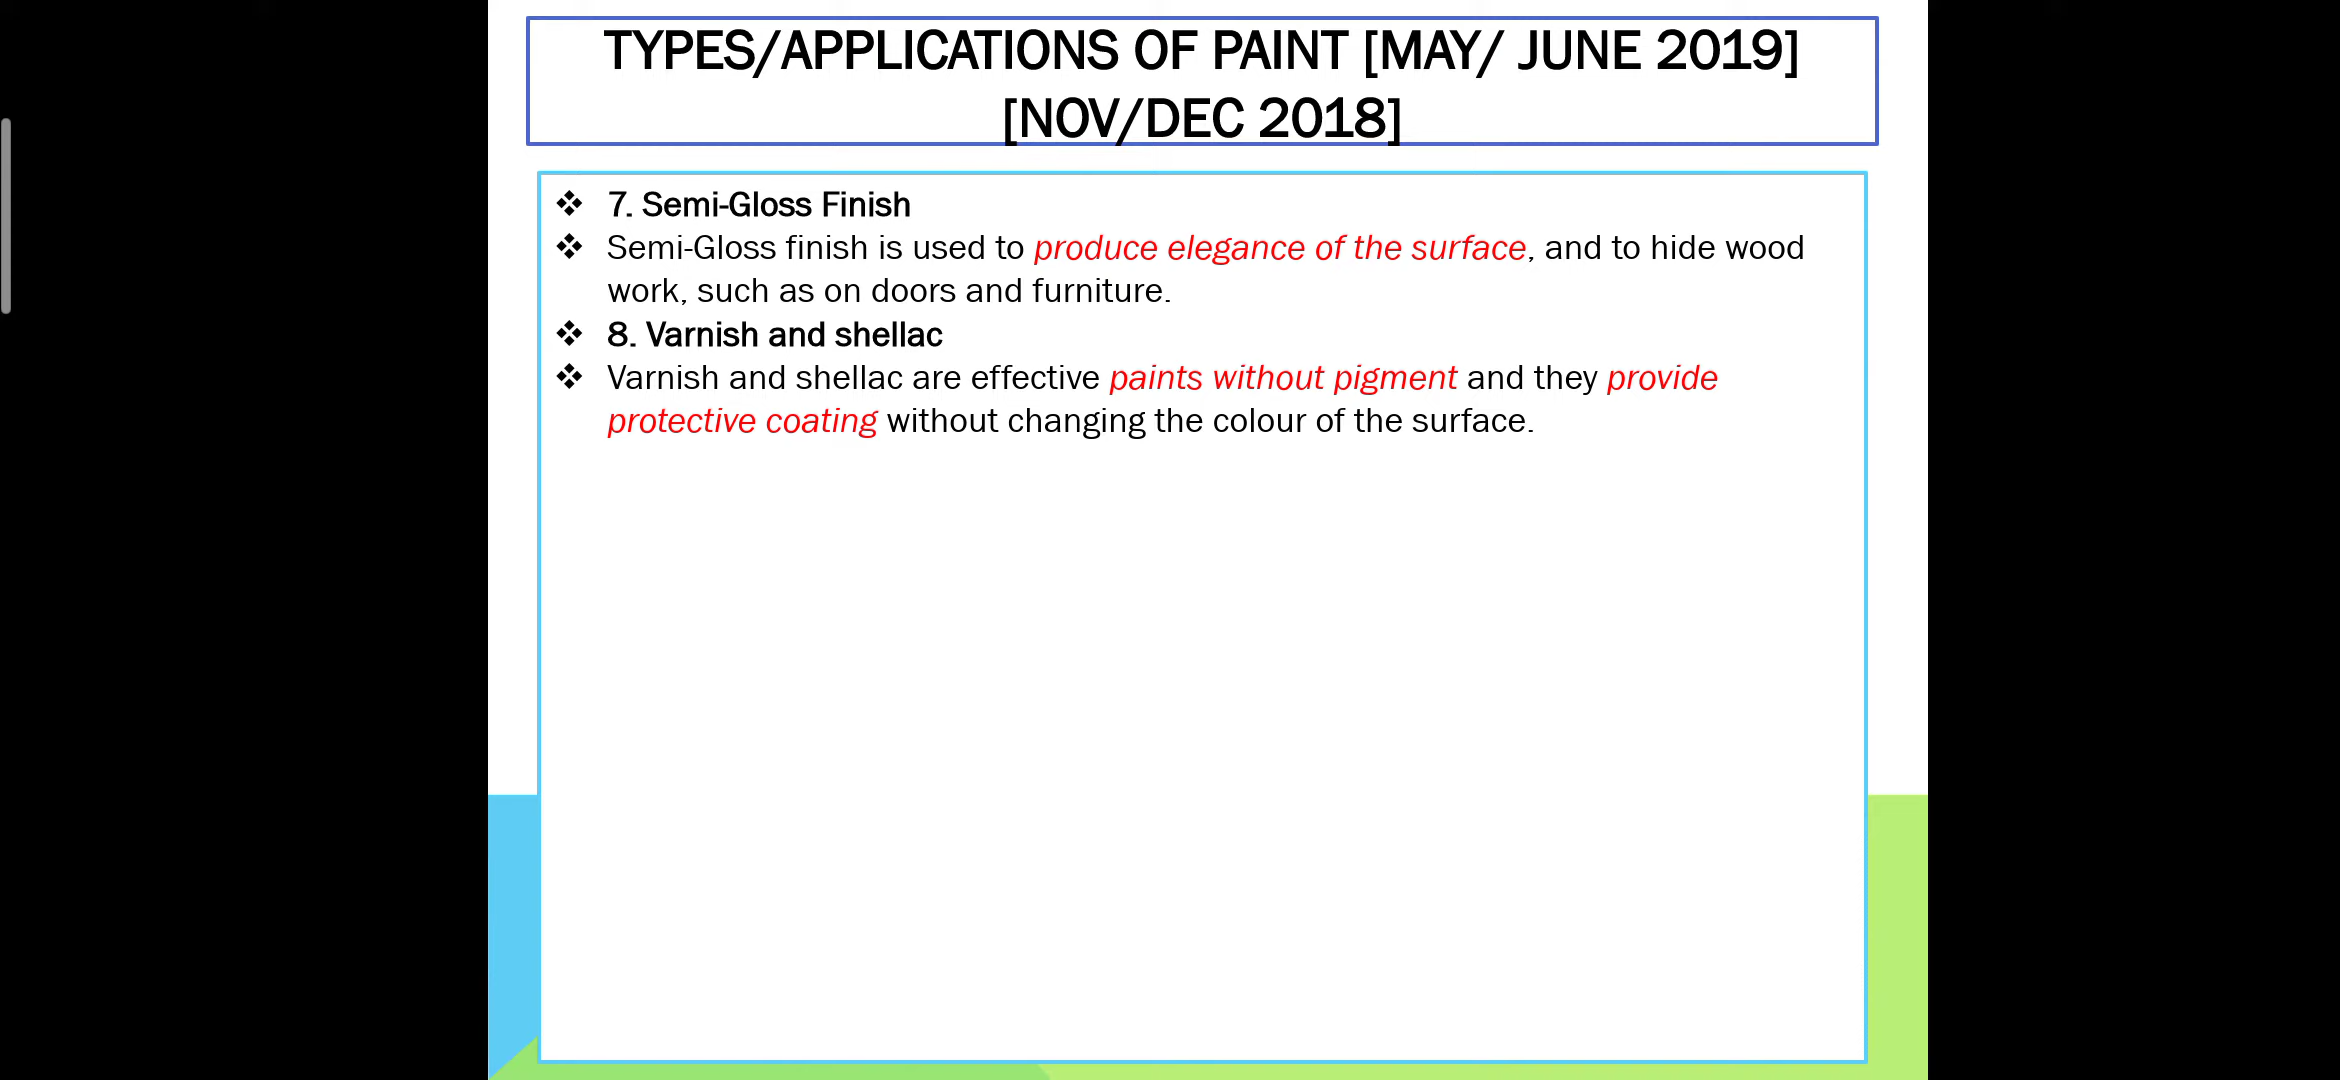 TYPES/APPLICATIONS OF PAINT [MAY/ JUNE 2019]
[NOV/DEC 2018]
❖ 7. Semi-Gloss Finish
❖ Semi-Gloss finish is used to produce elegance of the surface, and to hide wood
work, such as on doors and furniture.
❖ 8. Varnish and shellac
❖ Varnish and shellac are effective paints without pigment and they provide
protective coating without changing the colour of the surface.